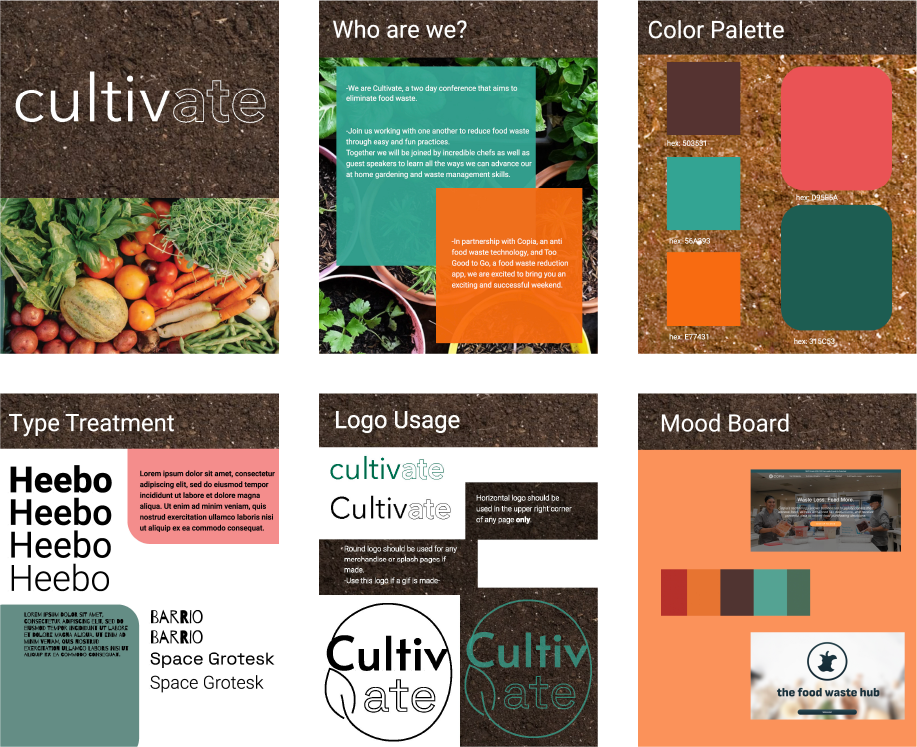 cultivate
Who are we?
-We are Cultivate, a two day conference that aims to
eliminate food waste.
-Join us working with one another to reduce food waste
through easy and fun practices.
Together we will be joined by incredible chefs as well as
guest speakers to learn all the ways we can advance our
at home gardening and waste management skills.
-In partnership with Copia, an anti
food waste technology, and Too
Good to Go, a food waste reduction
app, we are excited to bring you an
exciting and successful weekend.
Color Palette
hex: 503531
hex: D95B5A
hex: 56A393
hex: E77431
hex: 315C53
Type Treatment
Heebo
Heebo
Heebo
Heebo
Lorem ipsum dolor sit amet, consectetur
adipiscing elit, sed do eiusmod tempor
incididunt ut labore et dolore magna
aliqua. Ut enim ad minim veniam, quis
nostrud exercitation ullamco laboris nisi
ut aliquip ex ea commodo consequat.
LOREM IPSUM DOLOR SIT AMET,
CONSECTETUR ADIPISCING ELIT, SED DO
EIUSMOD TEMPOR INCIDIDUNT UT LABORE
ET DOLORE MAGNA ALIQUA. UT ENIM AD
MINIM VENIAM, QUIS NOSTRUD
EXERCITATION ULLAMCO LABORIS NISI UT
ALIQUIP EX EA COMMODO CONSEQUAT.
BARRIO
BARRIO
Space Grotesk
Space Grotesk
Logo Usage
cultivate
Cultivate
Horizontal logo should be
used in the upper right corner
of any page only.
Round logo should be used for any
merchandise or splash pages if
made.
-Use this logo if a gif is made-
Cultiv
ate
Cultiv
ate
Mood Board
Waste Less. Feed More.
the food waste hub